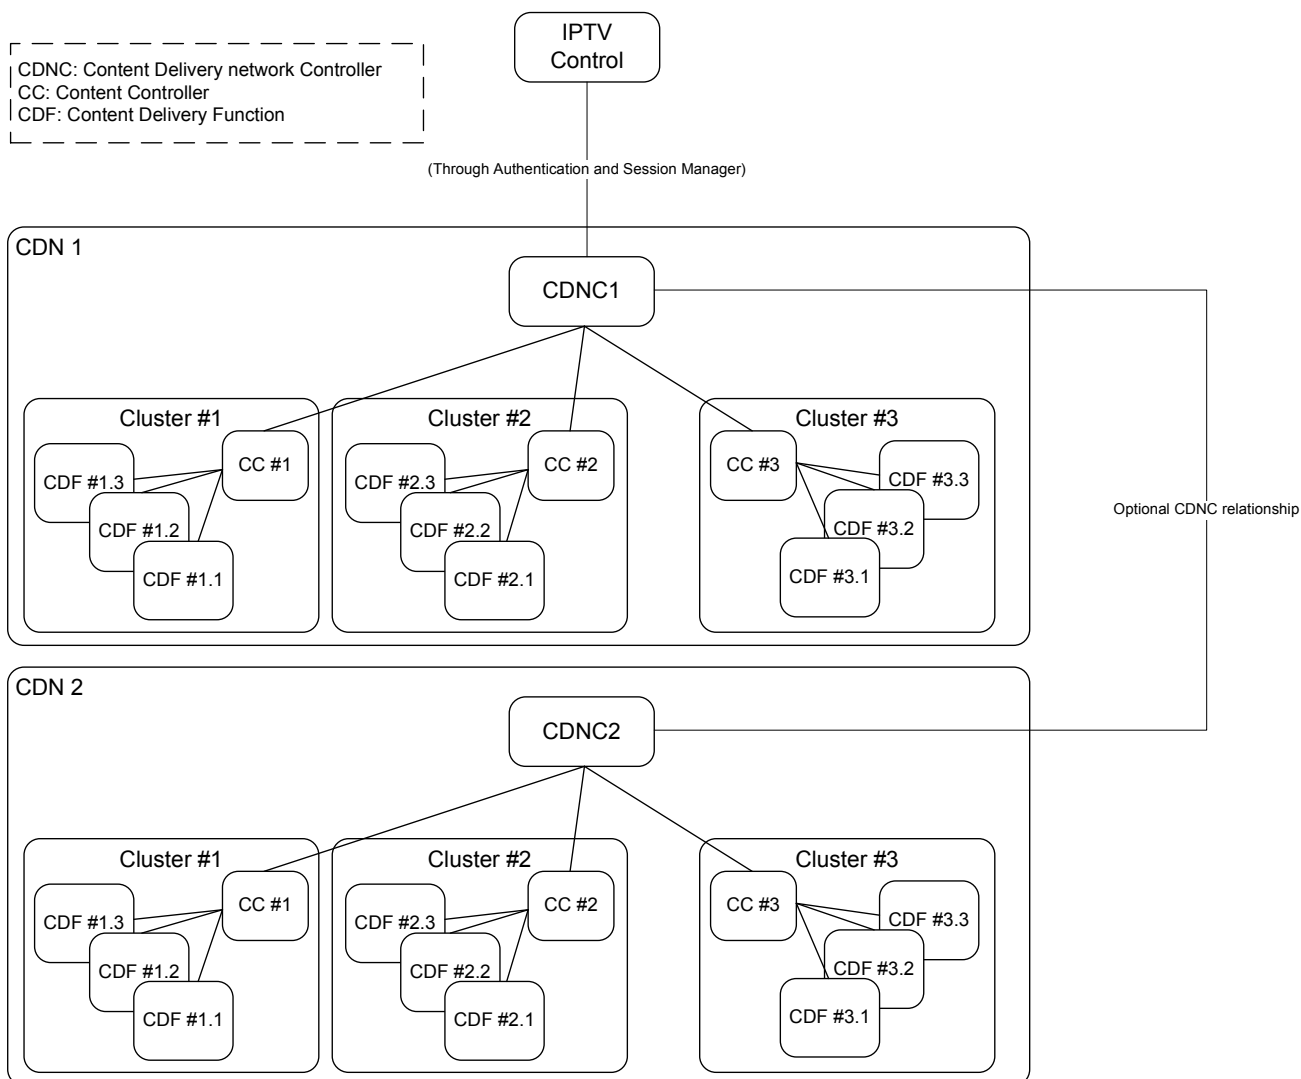 IPTV
Control
CDNC: Content Delivery network Controller
CC: Content Controller
CDF: Content Delivery Function
(Through Authentication and Session Manager)
CDN 1
CDNC1
Cluster #1
Cluster #2
Cluster #3
CC #1
CDF #1.3
CDF #1.2
CDF #1.1
CC #2
CDF #2.3
CDF #2.2
CDF #2.1
CC #3
CDF #3.3
CDF #3.2
CDF #3.1
Optional CDNC relationship
CDN 2
CDNC2
Cluster #1
Cluster #2
Cluster #3
CC #1
CDF #1.3
CDF #1.2
CDF #1.1
CC #2
CDF #2.3
CDF #2.2
CDF #2.1
CC #3
CDF #3.3
CDF #3.2
CDF #3.1